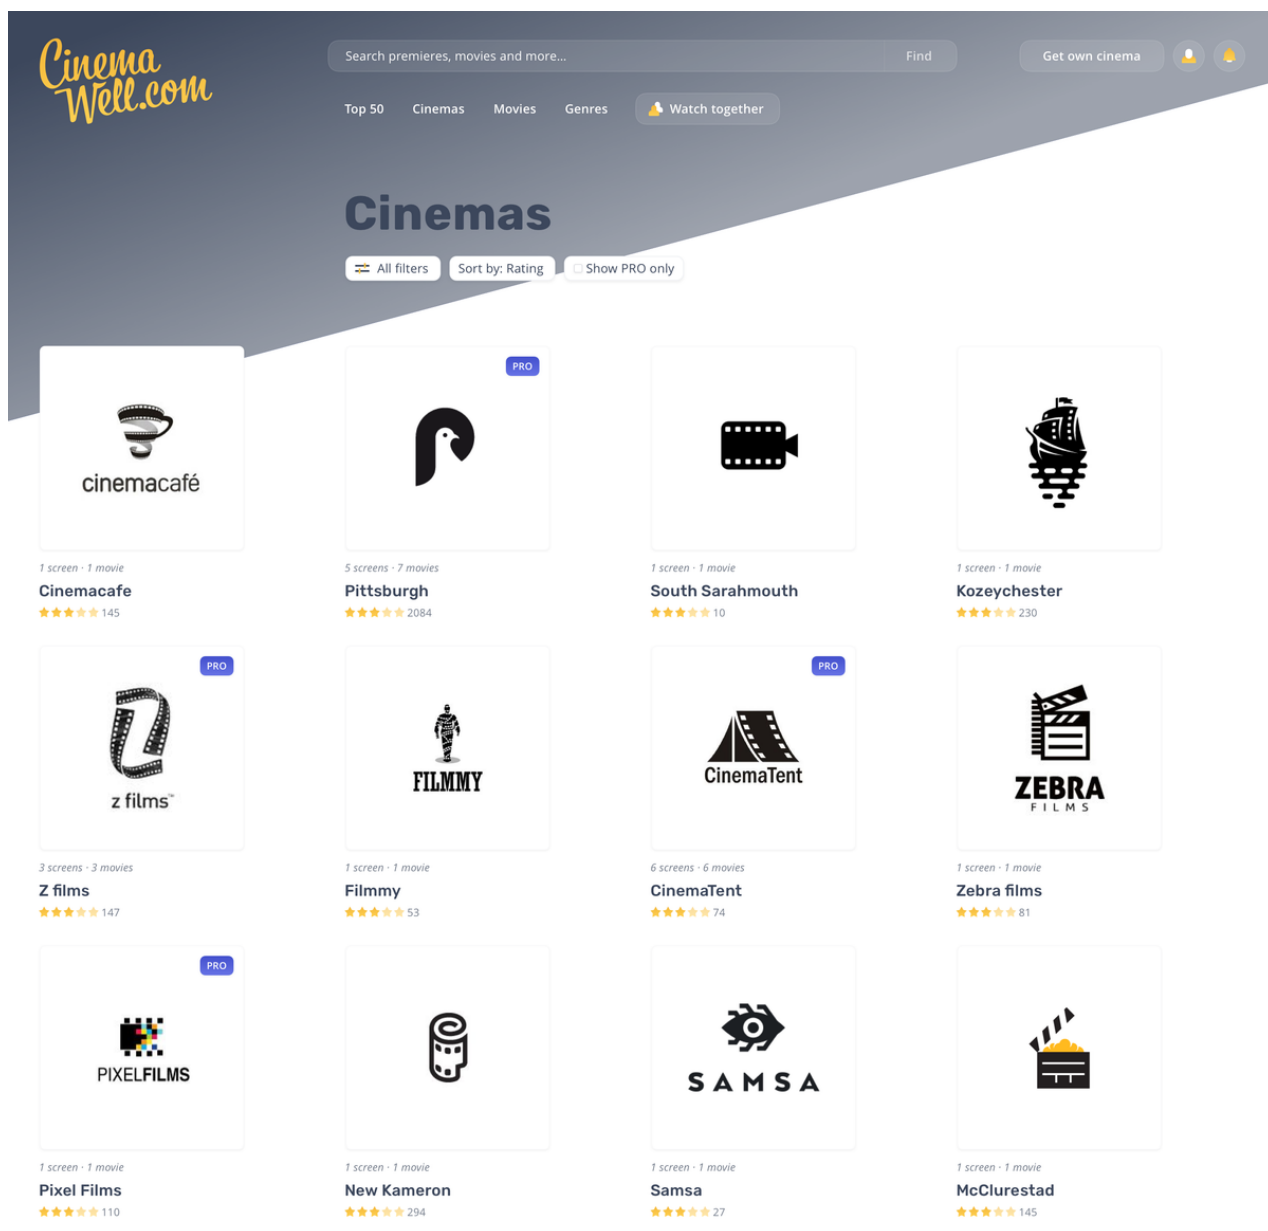 Cinema
Well.com
Search premieres, movies and more...
Find
Get own cinema
Top 50
Cinemas
Movies
Genres
Watch together
Cinemas
All filters
Sort by: Rating
Show PRO only
cinemacafé
1 screen · 1 movie
Cinemacafe
145
PRO
5 screens · 7 movies
Pittsburgh
2084
1 screen · 1 movie
South Sarahmouth
10
1 screen · 1 movie
Kozeychester
230
PRO
z films™
3 screens · 3 movies
Z films
147
FILMMY
1 screen · 1 movie
Filmmy
53
PRO
CinemaTent
6 screens · 6 movies
CinemaTent
74
ZEBRA
FILMS
1 screen · 1 movie
Zebra films
81
PRO
PIXELFILMS
1 screen · 1 movie
Pixel Films
110
1 screen · 1 movie
New Kameron
294
SAMSA
1 screen · 1 movie
Samsa
27
1 screen · 1 movie
McClurestad
145